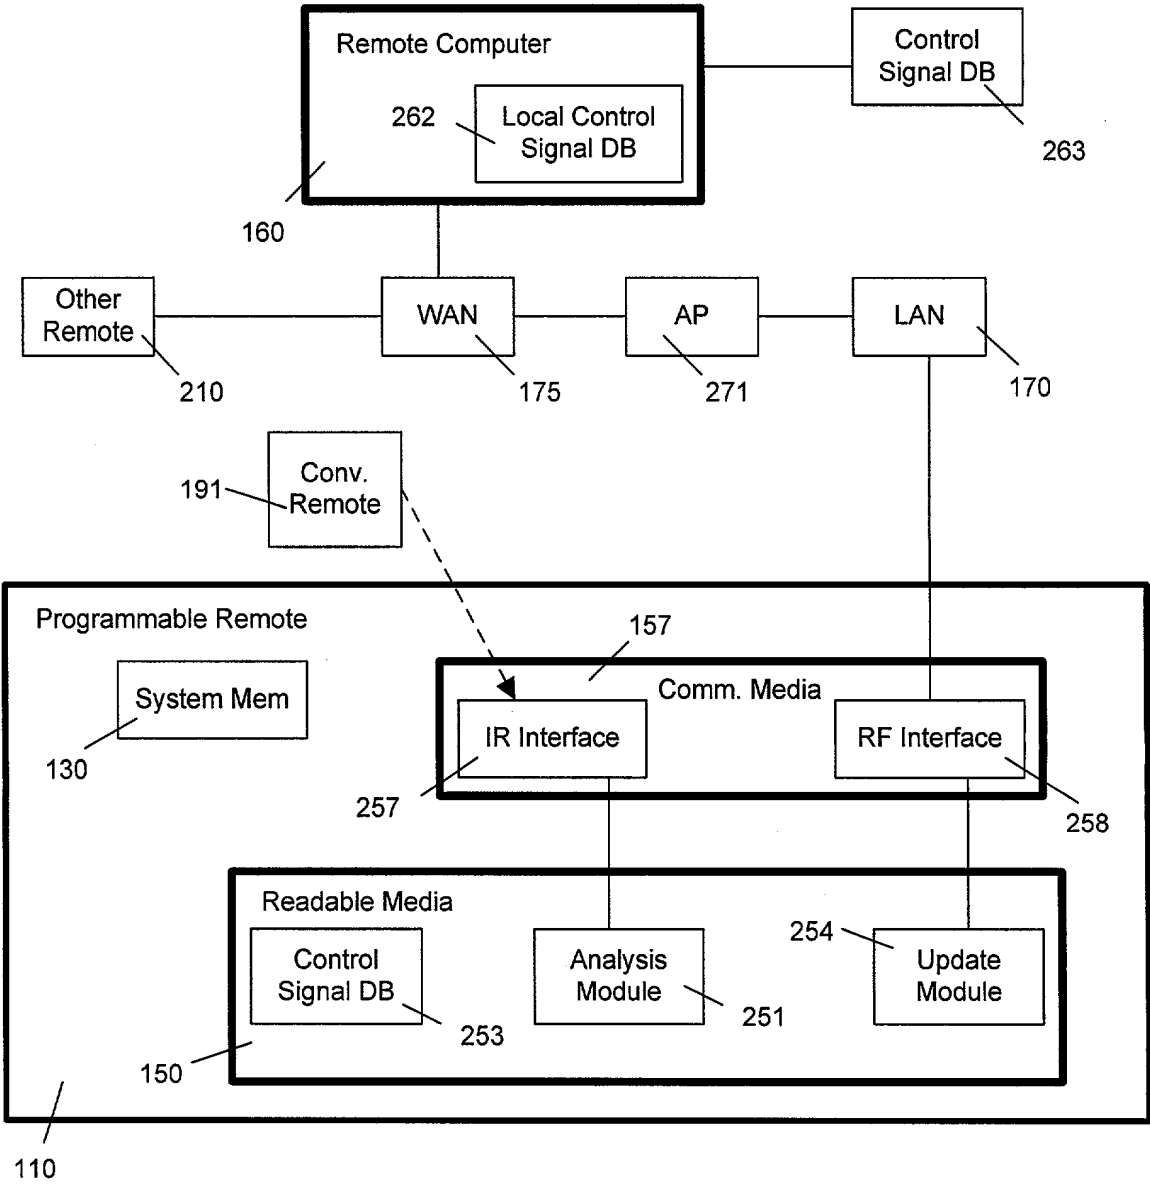 Remote Computer
Control
Signal DB
262
Local Control
Signal DB
263
160
Other
Remote
WAN
AP
LAN
210
175
271
170
Conv.
Remote
191
Programmable Remote
157
System Mem
Comm. Media
IR Interface
RF Interface
130
257
258
Readable Media
254
Control
Signal DB
Analysis
Module
Update
Module
253
251
150
110